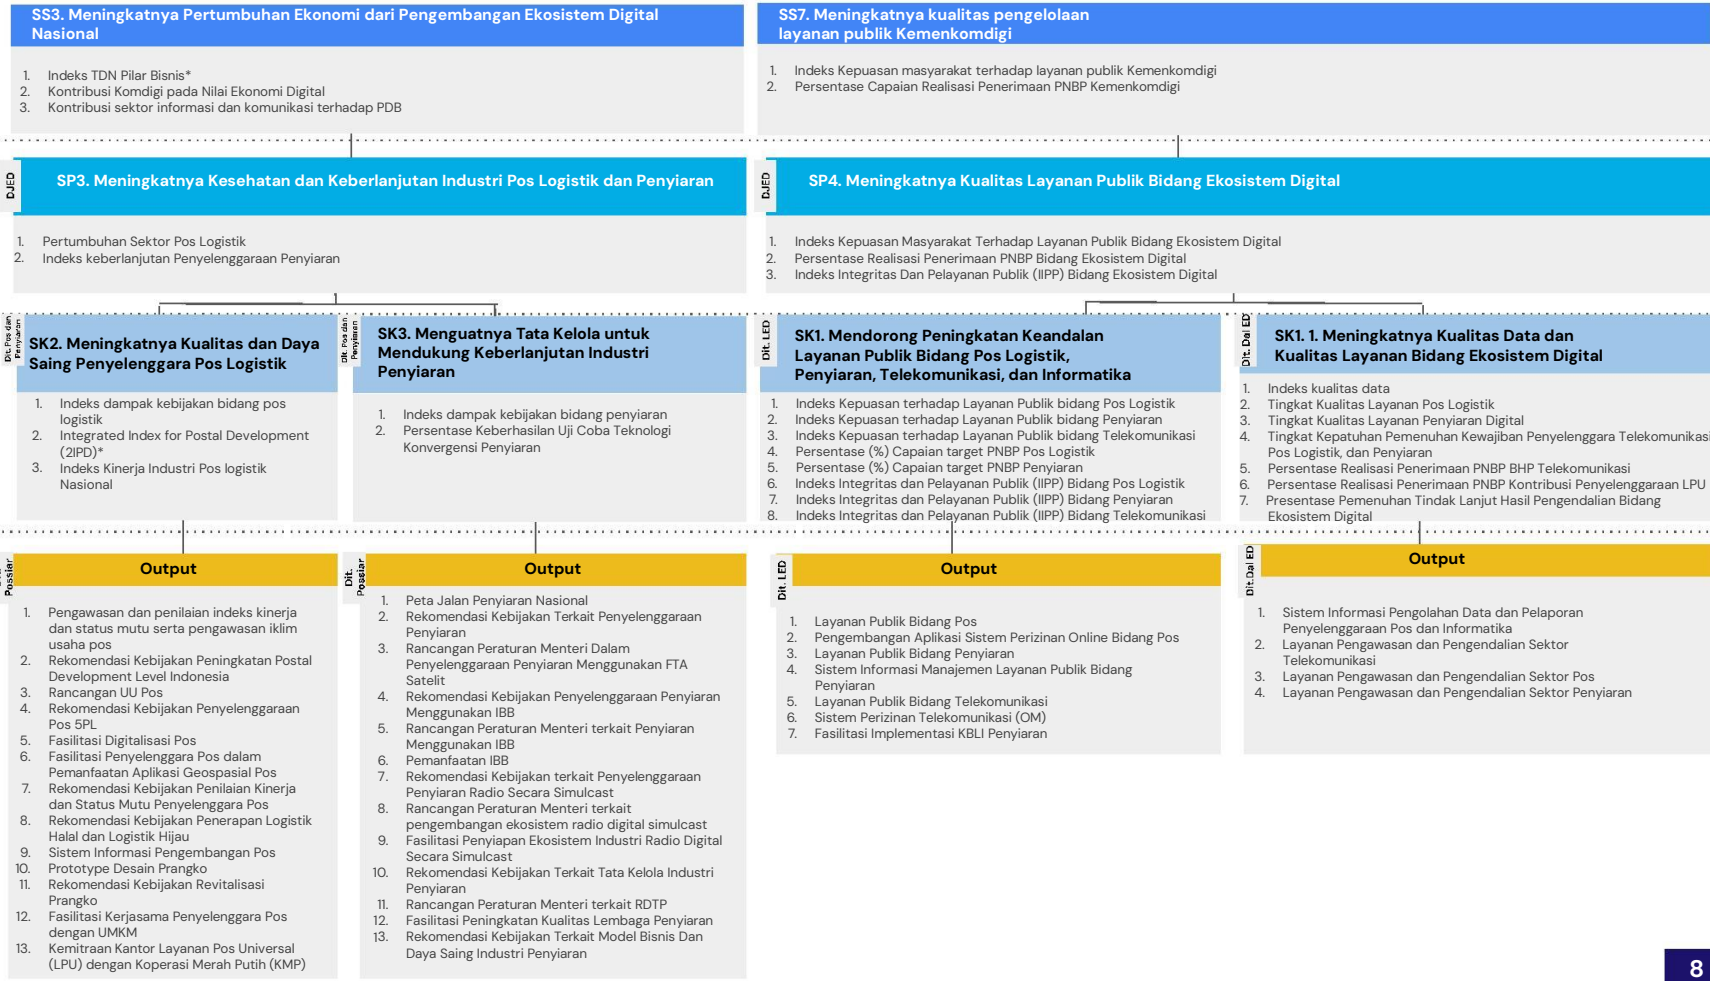 SS3. Meningkatnya Pertumbuhan Ekonomi dari Pengembangan Ekosistem Digital
Nasional
1. Indeks TDN Pilar Bisnis*
2. Kontribusi Komdigi pada Nilai Ekonomi Digital
3. Kontribusi sektor informasi dan komunikasi terhadap PDB
SS7. Meningkatnya kualitas pengelolaan
layanan publik Kemenkomdigi
1. Indeks Kepuasan masyarakat terhadap layanan publik Kemenkomdigi
2. Persentase Capaian Realisasi Penerimaan PNBP Kemenkomdigi
DJED
SP3. Meningkatnya Kesehatan dan Keberlanjutan Industri Pos Logistik dan Penyiaran
1. Pertumbuhan Sektor Pos Logistik
2. Indeks keberlanjutan Penyelenggaraan Penyiaran
DJED
SP4. Meningkatnya Kualitas Layanan Publik Bidang Ekosistem Digital
1. Indeks Kepuasan Masyarakat Terhadap Layanan Publik Bidang Ekosistem Digital
2. Persentase Realisasi Penerimaan PNBP Bidang Ekosistem Digital
3. Indeks Integritas Dan Pelayanan Publik (IIPP) Bidang Ekosistem Digital
Dit. Pos dan
Penyiaran
SK2. Meningkatnya Kualitas dan Daya
Saing Penyelenggara Pos Logistik
1. Indeks dampak kebijakan bidang pos
logistik
2. Integrated Index for Postal Development
(2IPD)*
3. Indeks Kinerja Industri Pos logistik
Nasional
Dit. Pos dan
Penyiaran
SK3. Menguatnya Tata Kelola untuk
Mendukung Keberlanjutan Industri
Penyiaran
1. Indeks dampak kebijakan bidang penyiaran
2. Persentase Keberhasilan Uji Coba Teknologi
Konvergensi Penyiaran
Dit. LED
SK1. Mendorong Peningkatan Keandalan
Layanan Publik Bidang Pos Logistik,
Penyiaran, Telekomunikasi, dan Informatika
1. Indeks Kepuasan terhadap Layanan Publik bidang Pos Logistik
2. Indeks Kepuasan terhadap Layanan Publik bidang Penyiaran
3. Indeks Kepuasan terhadap Layanan Publik bidang Telekomunikasi
4. Persentase (%) Capaian target PNBP Pos Logistik
5. Persentase (%) Capaian target PNBP Penyiaran
6. Indeks Integritas dan Pelayanan Publik (IIPP) Bidang Pos Logistik
7. Indeks Integritas dan Pelayanan Publik (IIPP) Bidang Penyiaran
8. Indeks Integritas dan Pelayanan Publik (IIPP) Bidang Telekomunikasi
Dit. Dal ED
SK1. 1. Meningkatnya Kualitas Data dan
Kualitas Layanan Bidang Ekosistem Digital
1. Indeks kualitas data
2. Tingkat Kualitas Layanan Pos Logistik
3. Tingkat Kualitas Layanan Penyiaran Digital
4. Tingkat Kepatuhan Pemenuhan Kewajiban Penyelenggara Telekomunikasi
Pos Logistik, dan Penyiaran
5. Persentase Realisasi Penerimaan PNBP BHP Telekomunikasi
6. Persentase Realisasi Penerimaan PNBP Kontribusi Penyelenggaraan LPU
7. Presentase Pemenuhan Tindak Lanjut Hasil Pengendalian Bidang
Ekosistem Digital
Possiar
Output
1. Pengawasan dan penilaian indeks kinerja
dan status mutu serta pengawasan iklim
usaha pos
2. Rekomendasi Kebijakan Peningkatan Postal
Development Level Indonesia
3. Rancangan UU Pos
4. Rekomendasi Kebijakan Penyelenggaraan
Pos 5PL
5. Fasilitasi Digitalisasi Pos
6. Fasilitasi Penyelenggara Pos dalam
Pemanfaatan Aplikasi Geospasial Pos
7. Rekomendasi Kebijakan Penilaian Kinerja
dan Status Mutu Penyelenggara Pos
8. Rekomendasi Kebijakan Penerapan Logistik
Halal dan Logistik Hijau
9. Sistem Informasi Pengembangan Pos
10. Prototype Desain Prangko
11. Rekomendasi Kebijakan Revitalisasi
Prangko
12. Fasilitasi Kerjasama Penyelenggara Pos
dengan UMKM
13. Kemitraan Kantor Layanan Pos Universal
(LPU) dengan Koperasi Merah Putih (KMP)
Dit.
Possiar
Output
1. Peta Jalan Penyiaran Nasional
2. Rekomendasi Kebijakan Terkait Penyelenggaraan
Penyiaran
3. Rancangan Peraturan Menteri Dalam
Penyelenggaraan Penyiaran Menggunakan FTA
Satelit
4. Rekomendasi Kebijakan Penyelenggaraan Penyiaran
Menggunakan IBB
5. Rancangan Peraturan Menteri terkait Penyiaran
Menggunakan IBB
6. Pemanfaatan IBB
7. Rekomendasi Kebijakan terkait Penyelenggaraan
Penyiaran Radio Secara Simulcast
8. Rancangan Peraturan Menteri terkait
pengembangan ekosistem radio digital simulcast
9. Fasilitasi Penyiapan Ekosistem Industri Radio Digital
Secara Simulcast
10. Rekomendasi Kebijakan Terkait Tata Kelola Industri
Penyiaran
11. Rancangan Peraturan Menteri terkait RDTP
12. Fasilitasi Peningkatan Kualitas Lembaga Penyiaran
13. Rekomendasi Kebijakan Terkait Model Bisnis Dan
Daya Saing Industri Penyiaran
Dit. LED
Output
1. Layanan Publik Bidang Pos
2. Pengembangan Aplikasi Sistem Perizinan Online Bidang Pos
3. Layanan Publik Bidang Penyiaran
4. Sistem Informasi Manajemen Layanan Publik Bidang
Penyiaran
5. Layanan Publik Bidang Telekomunikasi
6. Sistem Perizinan Telekomunikasi (OM)
7. Fasilitasi Implementasi KBLI Penyiaran
Dit.Dal ED
Output
1. Sistem Informasi Pengolahan Data dan Pelaporan
Penyelenggaraan Pos dan Informatika
2. Layanan Pengawasan dan Pengendalian Sektor
Telekomunikasi
3. Layanan Pengawasan dan Pengendalian Sektor Pos
4. Layanan Pengawasan dan Pengendalian Sektor Penyiaran
8